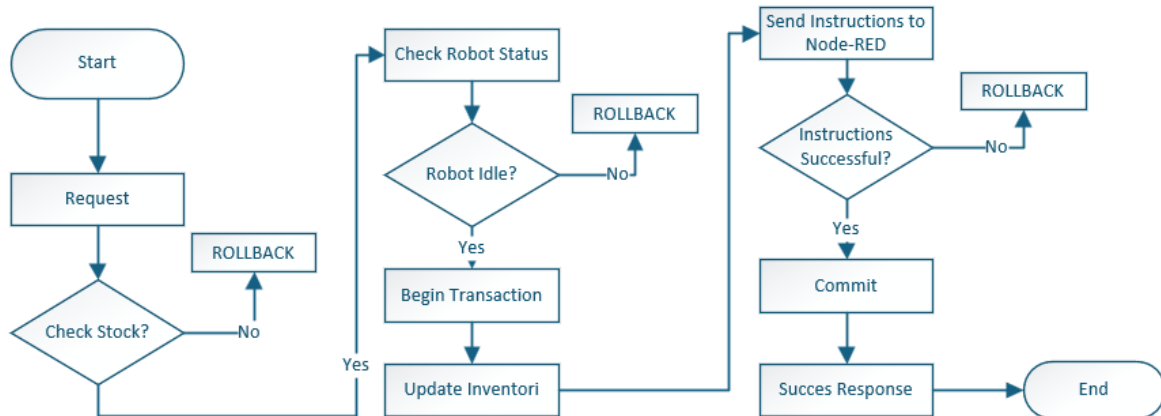 Start
Request
Check Stock?
No
ROLLBACK
Yes
Check Robot Status
Robot Idle?
No
ROLLBACK
Yes
Begin Transaction
Update Inventori
Send Instructions to
Node-RED
Instructions
Successful?
No
ROLLBACK
Yes
Commit
Succes Response
End